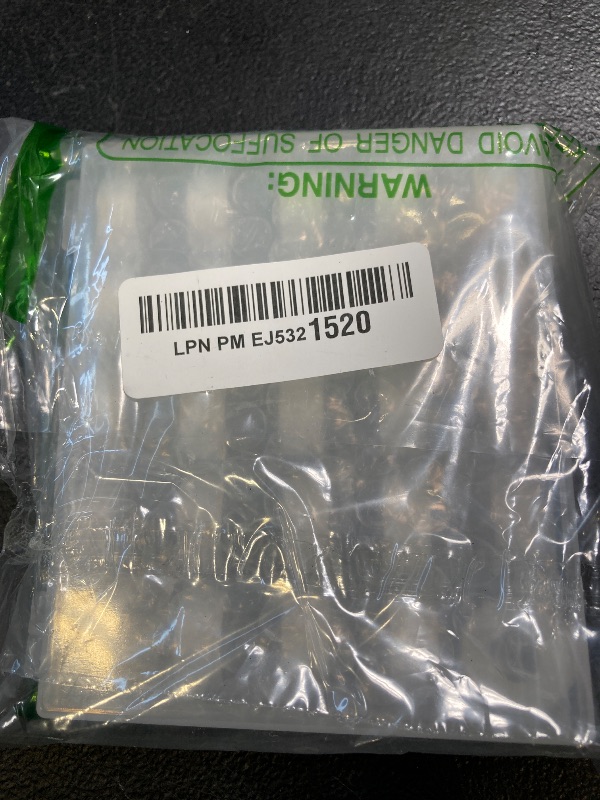 WARNING:
AVOID DANGER OF SUFFOCATION
LPN PM EJ5321520